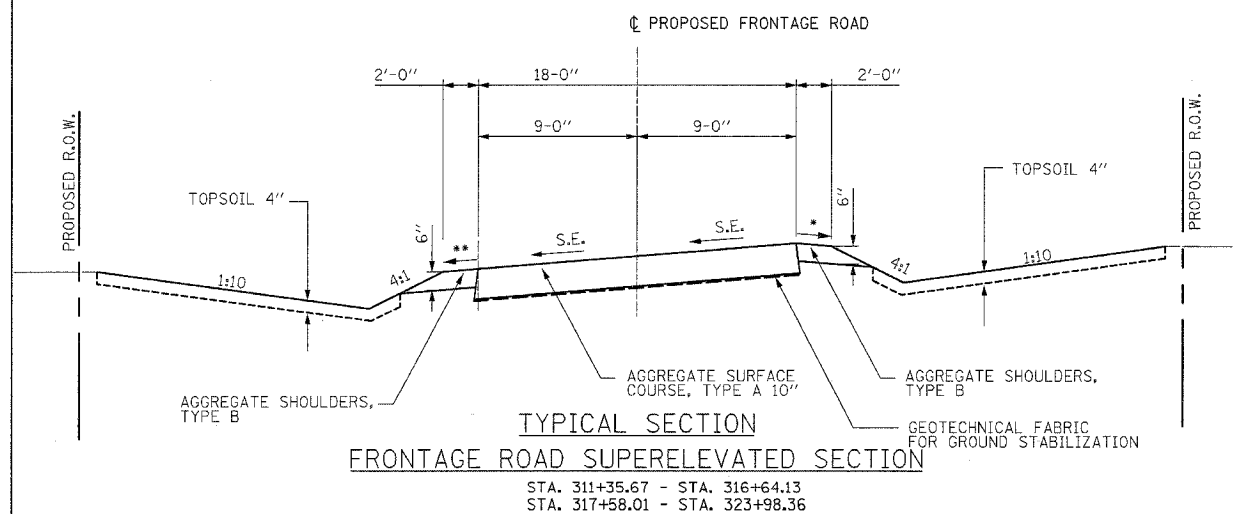 ℄ PROPOSED FRONTAGE ROAD
2'-0" 18-0" 2'-0"
9-0" 9-0"
PROPOSED R.O.W.
PROPOSED R.O.W.
TOPSOIL 4"
TOPSOIL 4"
6" ** S.E. S.E. * 6"
1:10 4:1 4:1 1:10
AGGREGATE SHOULDERS,
TYPE B
AGGREGATE SURFACE
COURSE, TYPE A 10"
AGGREGATE SHOULDERS,
TYPE B
GEOTECHNICAL FABRIC
FOR GROUND STABILIZATION
TYPICAL SECTION
FRONTAGE ROAD SUPERELEVATED SECTION
STA. 311+35.67 - STA. 316+64.13
STA. 317+58.01 - STA. 323+98.36